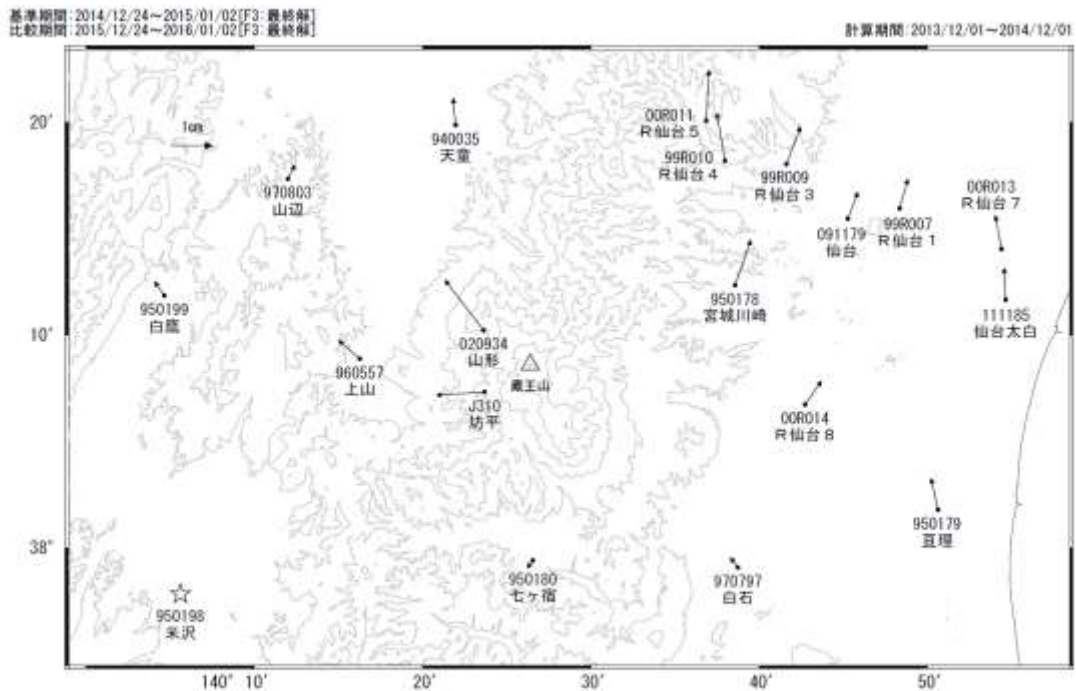 基準期間:2014/12/24～2015/01/02[F3:最終解]
比較期間:2015/12/24～2016/01/02[F3:最終解]
計算期間:2013/12/01～2014/12/01
20′
1cm
940035
天童
00R011
R仙台5
99R010
R仙台4
99R009
R仙台3
970803
山辺
00R013
R仙台7
091179
仙台
99R007
R仙台1
950199
白鷹
950178
宮城川崎
111185
仙台太白
10′
020934
山形
960557
上山
蔵王山
J310
坊平
00R014
R仙台8
950179
亘理
38°
950180
七ヶ宿
970797
白石
950198
米沢
140° 10′
20′
30′
40′
50′